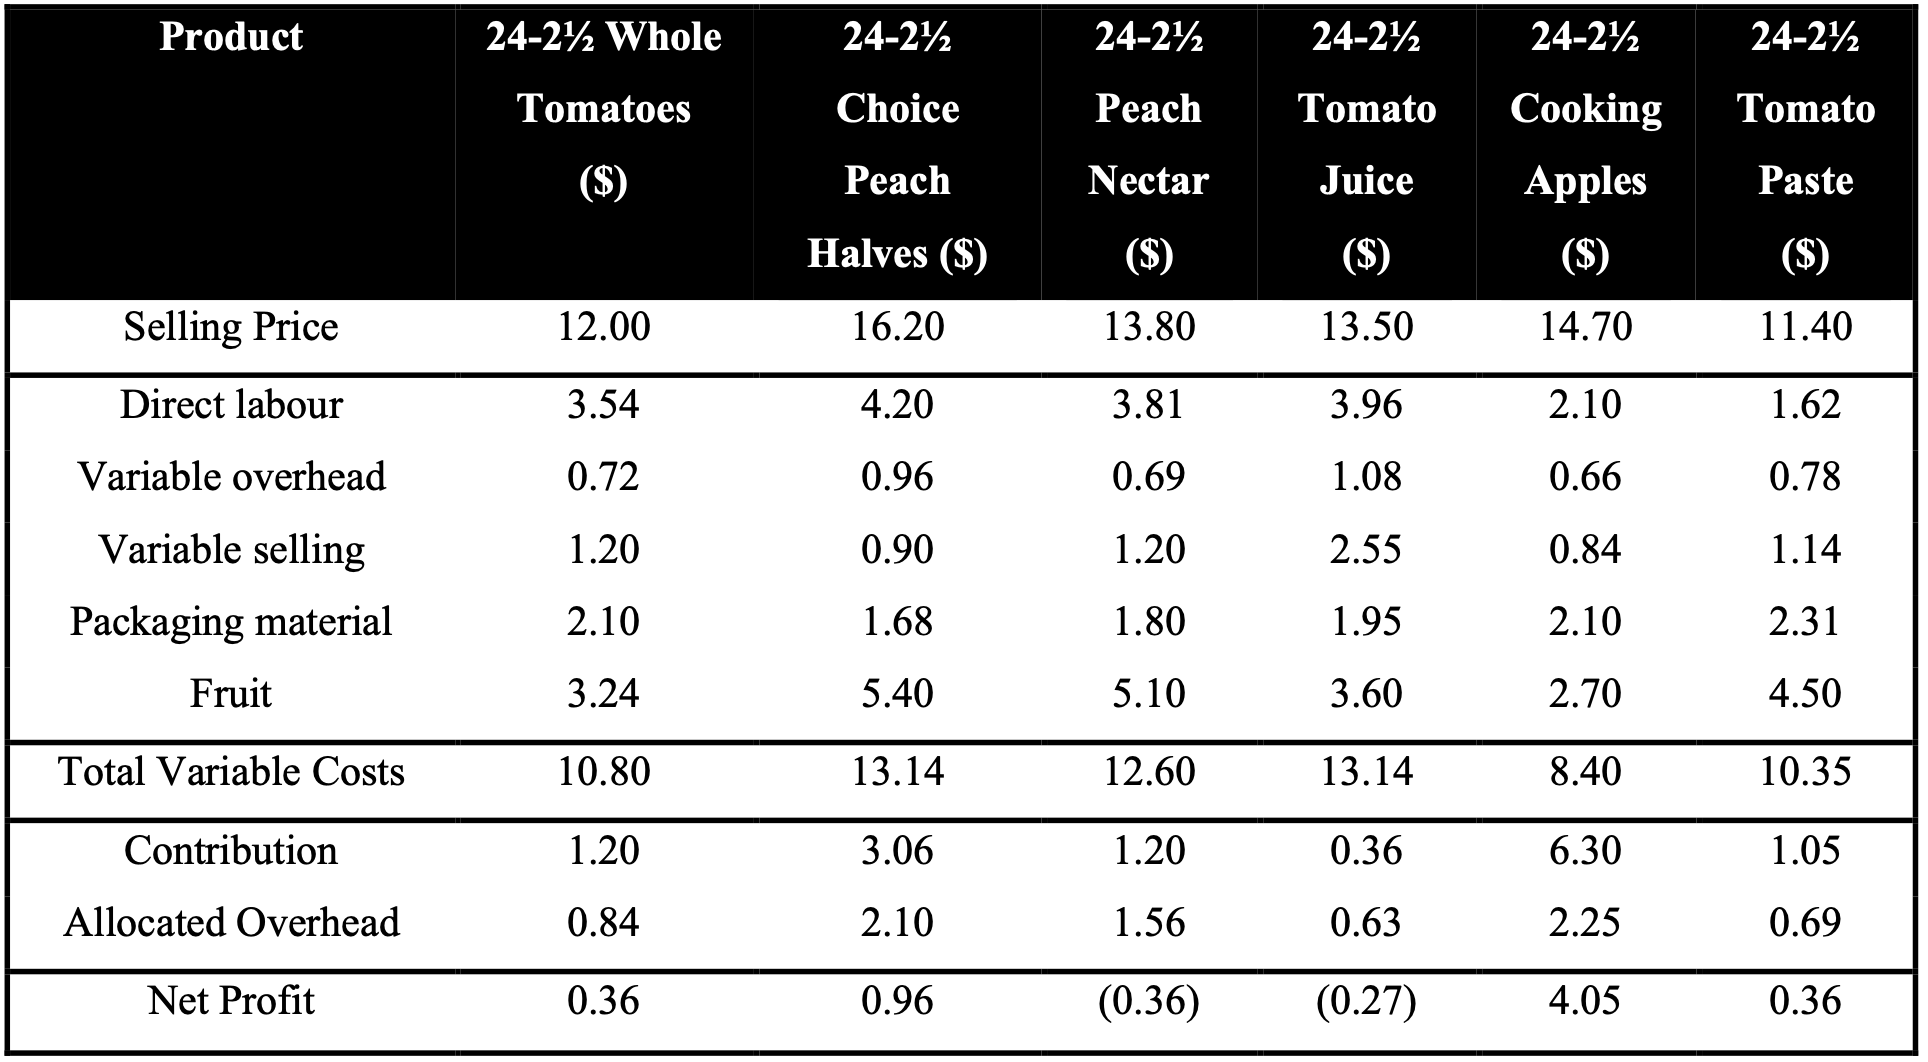 Product 24-2½ Whole Tomatoes ($) 24-2½ Choice Peach Halves ($) 24-2½ Peach Nectar ($) 24-2½ Tomato Juice ($) 24-2½ Cooking Apples ($) 24-2½ Tomato Paste ($)
Selling Price 12.00 16.20 13.80 13.50 14.70 11.40
Direct labour 3.54 4.20 3.81 3.96 2.10 1.62
Variable overhead 0.72 0.96 0.69 1.08 0.66 0.78
Variable selling 1.20 0.90 1.20 2.55 0.84 1.14
Packaging material 2.10 1.68 1.80 1.95 2.10 2.31
Fruit 3.24 5.40 5.10 3.60 2.70 4.50
Total Variable Costs 10.80 13.14 12.60 13.14 8.40 10.35
Contribution 1.20 3.06 1.20 0.36 6.30 1.05
Allocated Overhead 0.84 2.10 1.56 0.63 2.25 0.69
Net Profit 0.36 0.96 (0.36) (0.27) 4.05 0.36